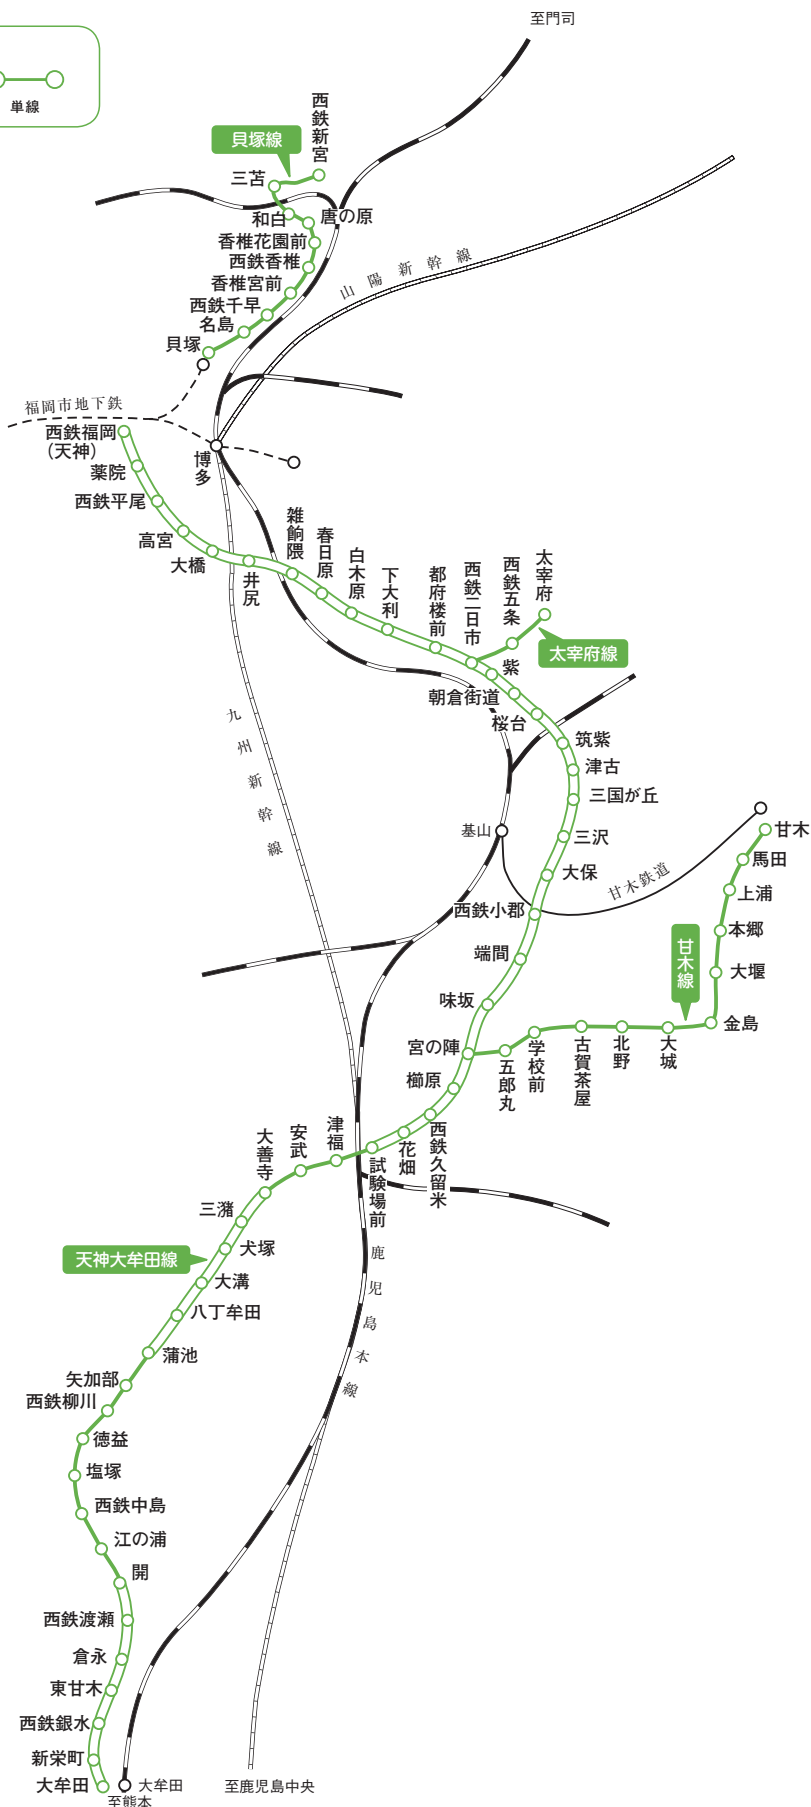 至門司
単線
西鉄新宮
貝塚線
三苫
和白
唐の原
香椎花園前
西鉄香椎
香椎宮前
西鉄千早
名島
貝塚
山陽新幹線
福岡市地下鉄
西鉄福岡
(天神)
博多
薬院
西鉄平尾
高宮
大橋
井尻
雑餉隈
春日原
白木原
下大利
都府楼前
西鉄二日市
西鉄五条
太宰府
太宰府線
紫
朝倉街道
桜台
筑紫
津古
三国が丘
三沢
大保
九州新幹線
基山
甘木鉄道
西鉄小郡
端間
味坂
宮の陣
甘木
馬田
上浦
本郷
大堰
甘木線
金島
大城
北野
古賀茶屋
学校前
五郎丸
櫛原
西鉄久留米
花畑
試験場前
津福
安武
大善寺
三潴
犬塚
天神大牟田線
大溝
八丁牟田
蒲池
鹿児島本線
矢加部
西鉄柳川
徳益
塩塚
西鉄中島
江の浦
開
西鉄渡瀬
倉永
東甘木
西鉄銀水
新栄町
大牟田
大牟田
至熊本
至鹿児島中央